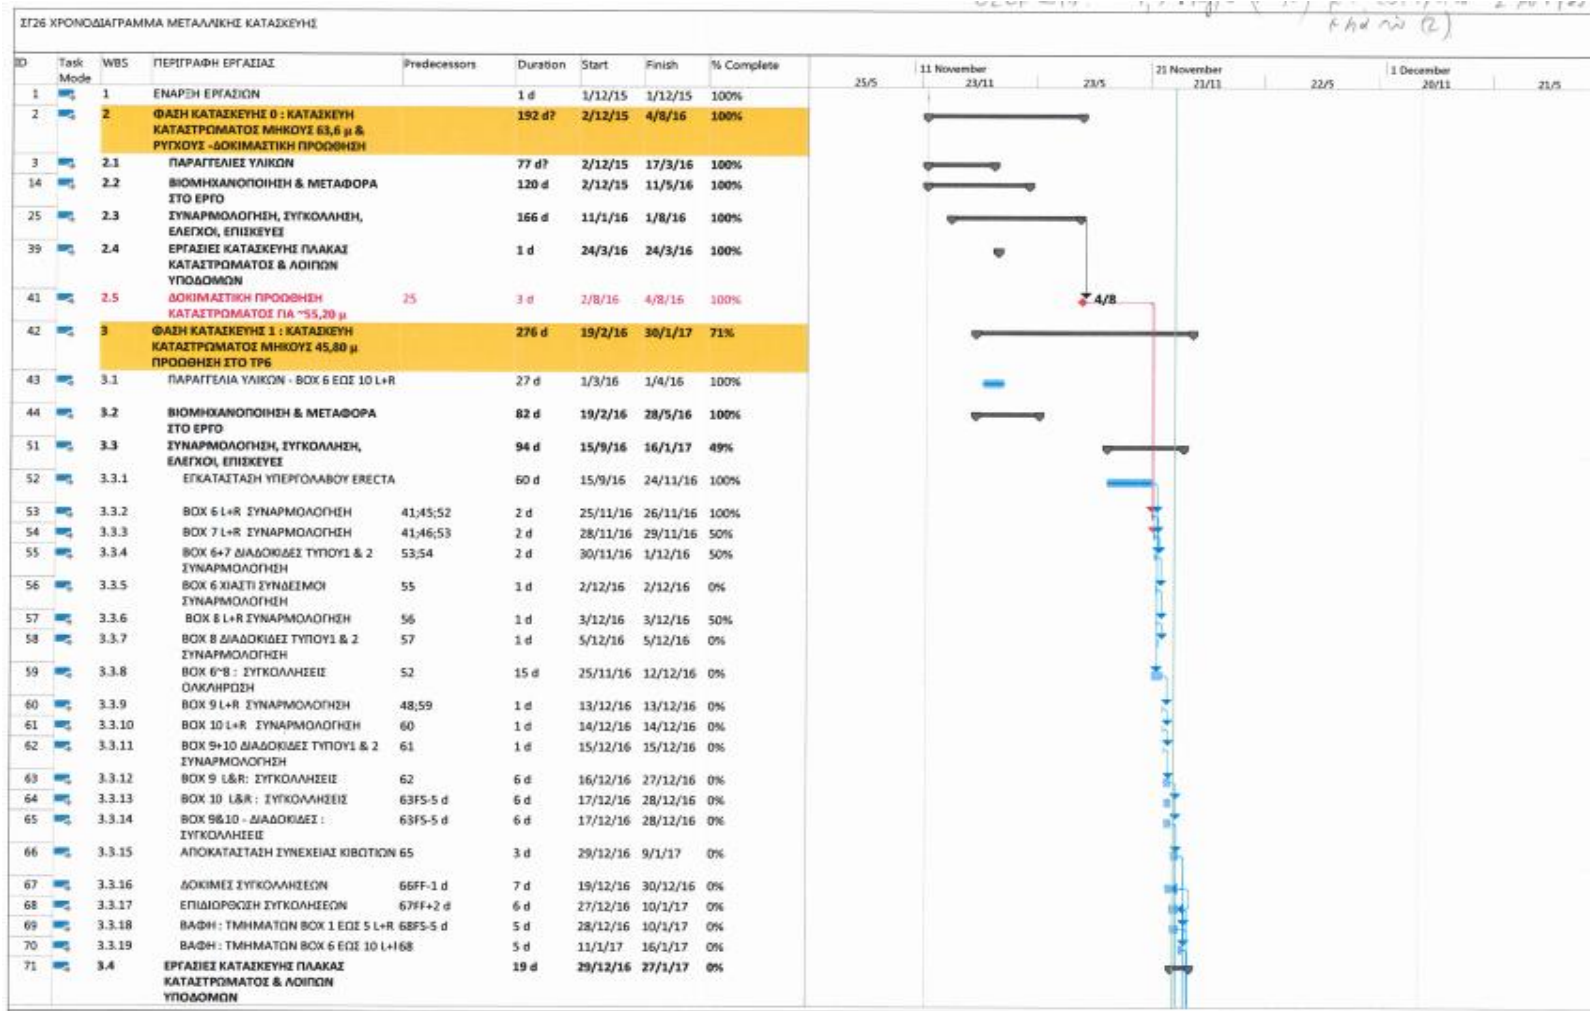 κλαπών (2)
ΣΓ26 ΧΡΟΝΟΔΙΑΓΡΑΜΜΑ ΜΕΤΑΛΛΙΚΗΣ ΚΑΤΑΣΚΕΥΗΣ
ID Task WBS ΠΕΡΙΓΡΑΦΗ ΕΡΓΑΣΙΑΣ Predecessors Duration Start Finish % Complete 11 November 21 November 1 December
Mode 25/5 23/11 23/5 21/11 22/5 20/11 21/5
1 1 ΕΝΑΡΞΗ ΕΡΓΑΣΙΩΝ 1 d 1/12/15 1/12/15 100%
2 2 ΦΑΣΗ ΚΑΤΑΣΚΕΥΗΣ 0 : ΚΑΤΑΣΚΕΥΗ 192 d? 2/12/15 4/8/16 100%
ΚΑΤΑΣΤΡΩΜΑΤΟΣ ΜΗΚΟΥΣ 63,6 μ &
ΡΥΓΧΟΥΣ -ΔΟΚΙΜΑΣΤΙΚΗ ΠΡΟΩΘΗΣΗ
3 2.1 ΠΑΡΑΓΓΕΛΙΕΣ ΥΛΙΚΩΝ 77 d? 2/12/15 17/3/16 100%
14 2.2 ΒΙΟΜΗΧΑΝΟΠΟΙΗΣΗ & ΜΕΤΑΦΟΡΑ 120 d 2/12/15 11/5/16 100%
ΣΤΟ ΕΡΓΟ
25 2.3 ΣΥΝΑΡΜΟΛΟΓΗΣΗ, ΣΥΓΚΟΛΛΗΣΗ, 166 d 11/1/16 1/8/16 100%
ΕΛΕΓΧΟΙ, ΕΠΙΣΚΕΥΕΣ
39 2.4 ΕΡΓΑΣΙΕΣ ΚΑΤΑΣΚΕΥΗΣ ΠΛΑΚΑΣ 1 d 24/3/16 24/3/16 100%
ΚΑΤΑΣΤΡΩΜΑΤΟΣ & ΛΟΙΠΩΝ
ΥΠΟΔΟΜΩΝ
41 2.5 ΔΟΚΙΜΑΣΤΙΚΗ ΠΡΟΩΘΗΣΗ 25 3 d 2/8/16 4/8/16 100% 4/8
ΚΑΤΑΣΤΡΩΜΑΤΟΣ ΓΙΑ ~55,20 μ
42 3 ΦΑΣΗ ΚΑΤΑΣΚΕΥΗΣ 1 : ΚΑΤΑΣΚΕΥΗ 276 d 19/2/16 30/1/17 71%
ΚΑΤΑΣΤΡΩΜΑΤΟΣ ΜΗΚΟΥΣ 45,80 μ
ΠΡΟΩΘΗΣΗ ΣΤΟ ΤΡ6
43 3.1 ΠΑΡΑΓΓΕΛΙΑ ΥΛΙΚΩΝ - BOX 6 ΕΩΣ 10 L+R 27 d 1/3/16 1/4/16 100%
44 3.2 ΒΙΟΜΗΧΑΝΟΠΟΙΗΣΗ & ΜΕΤΑΦΟΡΑ 82 d 19/2/16 28/5/16 100%
ΣΤΟ ΕΡΓΟ
51 3.3 ΣΥΝΑΡΜΟΛΟΓΗΣΗ, ΣΥΓΚΟΛΛΗΣΗ, 94 d 15/9/16 16/1/17 49%
ΕΛΕΓΧΟΙ, ΕΠΙΣΚΕΥΕΣ
52 3.3.1 ΕΓΚΑΤΑΣΤΑΣΗ ΥΠΕΡΓΟΛΑΒΟΥ ERECTA 60 d 15/9/16 24/11/16 100%
53 3.3.2 BOX 6 L+R ΣΥΝΑΡΜΟΛΟΓΗΣΗ 41;45;52 2 d 25/11/16 26/11/16 100%
54 3.3.3 BOX 7 L+R ΣΥΝΑΡΜΟΛΟΓΗΣΗ 41;46;53 2 d 28/11/16 29/11/16 50%
55 3.3.4 BOX 6+7 ΔΙΑΔΟΚΙΔΕΣ ΤΥΠΟΥ1 & 2 53;54 2 d 30/11/16 1/12/16 50%
ΣΥΝΑΡΜΟΛΟΓΗΣΗ
56 3.3.5 BOX 6 ΧΙΑΣΤΙ ΣΥΝΔΕΣΜΟΙ 55 1 d 2/12/16 2/12/16 0%
ΣΥΝΑΡΜΟΛΟΓΗΣΗ
57 3.3.6 BOX 8 L+R ΣΥΝΑΡΜΟΛΟΓΗΣΗ 56 1 d 3/12/16 3/12/16 50%
58 3.3.7 BOX 8 ΔΙΑΔΟΚΙΔΕΣ ΤΥΠΟΥ1 & 2 57 1 d 5/12/16 5/12/16 0%
ΣΥΝΑΡΜΟΛΟΓΗΣΗ
59 3.3.8 BOX 6~8 : ΣΥΓΚΟΛΛΗΣΕΙΣ 52 15 d 25/11/16 12/12/16 0%
ΟΛΚΛΗΡΩΣΗ
60 3.3.9 BOX 9 L+R ΣΥΝΑΡΜΟΛΟΓΗΣΗ 48;59 1 d 13/12/16 13/12/16 0%
61 3.3.10 BOX 10 L+R ΣΥΝΑΡΜΟΛΟΓΗΣΗ 60 1 d 14/12/16 14/12/16 0%
62 3.3.11 BOX 9+10 ΔΙΑΔΟΚΙΔΕΣ ΤΥΠΟΥ1 & 2 61 1 d 15/12/16 15/12/16 0%
ΣΥΝΑΡΜΟΛΟΓΗΣΗ
63 3.3.12 BOX 9 L&R: ΣΥΓΚΟΛΛΗΣΕΙΣ 62 6 d 16/12/16 27/12/16 0%
64 3.3.13 BOX 10 L&R : ΣΥΓΚΟΛΛΗΣΕΙΣ 63FS-5 d 6 d 17/12/16 28/12/16 0%
65 3.3.14 BOX 9&10 - ΔΙΑΔΟΚΙΔΕΣ : 63FS-5 d 6 d 17/12/16 28/12/16 0%
ΣΥΓΚΟΛΛΗΣΕΙΣ
66 3.3.15 ΑΠΟΚΑΤΑΣΤΑΣΗ ΣΥΝΕΧΕΙΑΣ ΚΙΒΩΤΙΩΝ 65 3 d 29/12/16 9/1/17 0%
67 3.3.16 ΔΟΚΙΜΕΣ ΣΥΓΚΟΛΛΗΣΕΩΝ 66FF-1 d 7 d 19/12/16 30/12/16 0%
68 3.3.17 ΕΠΙΔΙΟΡΘΩΣΗ ΣΥΓΚΟΛΗΣΕΩΝ 67FF+2 d 6 d 27/12/16 10/1/17 0%
69 3.3.18 ΒΑΦΗ : ΤΜΗΜΑΤΩΝ BOX 1 ΕΩΣ 5 L+R 68FS-5 d 5 d 28/12/16 10/1/17 0%
70 3.3.19 ΒΑΦΗ : ΤΜΗΜΑΤΩΝ BOX 6 ΕΩΣ 10 L+I 68 5 d 11/1/17 16/1/17 0%
71 3.4 ΕΡΓΑΣΙΕΣ ΚΑΤΑΣΚΕΥΗΣ ΠΛΑΚΑΣ 19 d 29/12/16 27/1/17 0%
ΚΑΤΑΣΤΡΩΜΑΤΟΣ & ΛΟΙΠΩΝ
ΥΠΟΔΟΜΩΝ